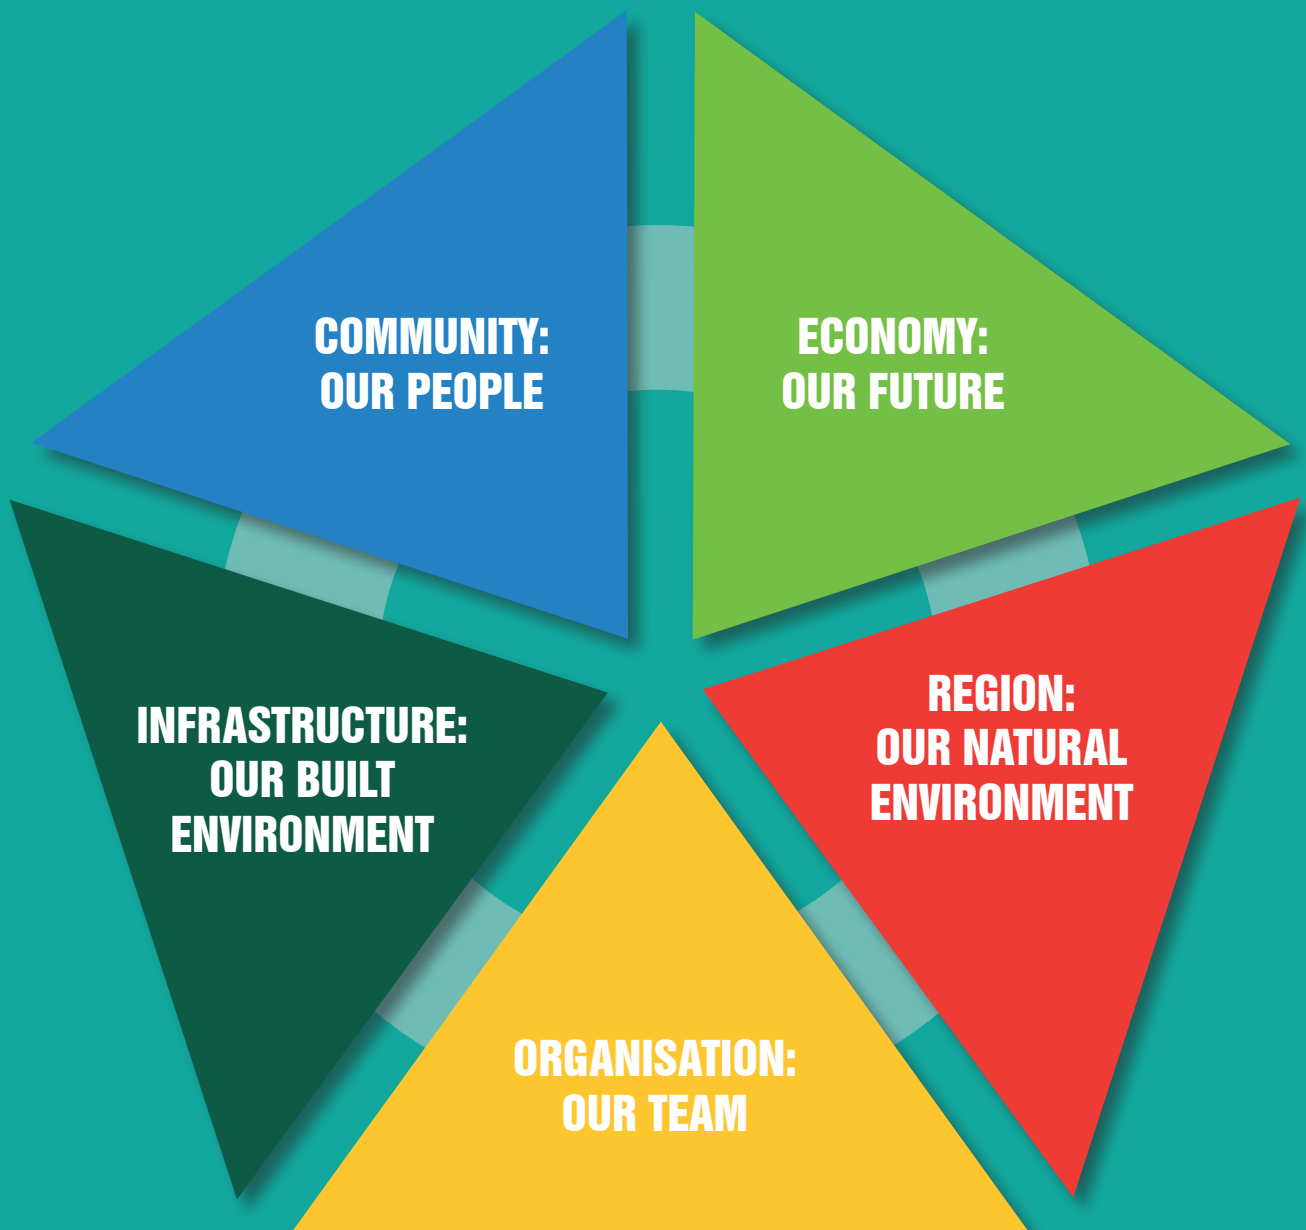 COMMUNITY:
OUR PEOPLE
ECONOMY:
OUR FUTURE
INFRASTRUCTURE:
OUR BUILT
ENVIRONMENT
REGION:
OUR NATURAL
ENVIRONMENT
ORGANISATION:
OUR TEAM